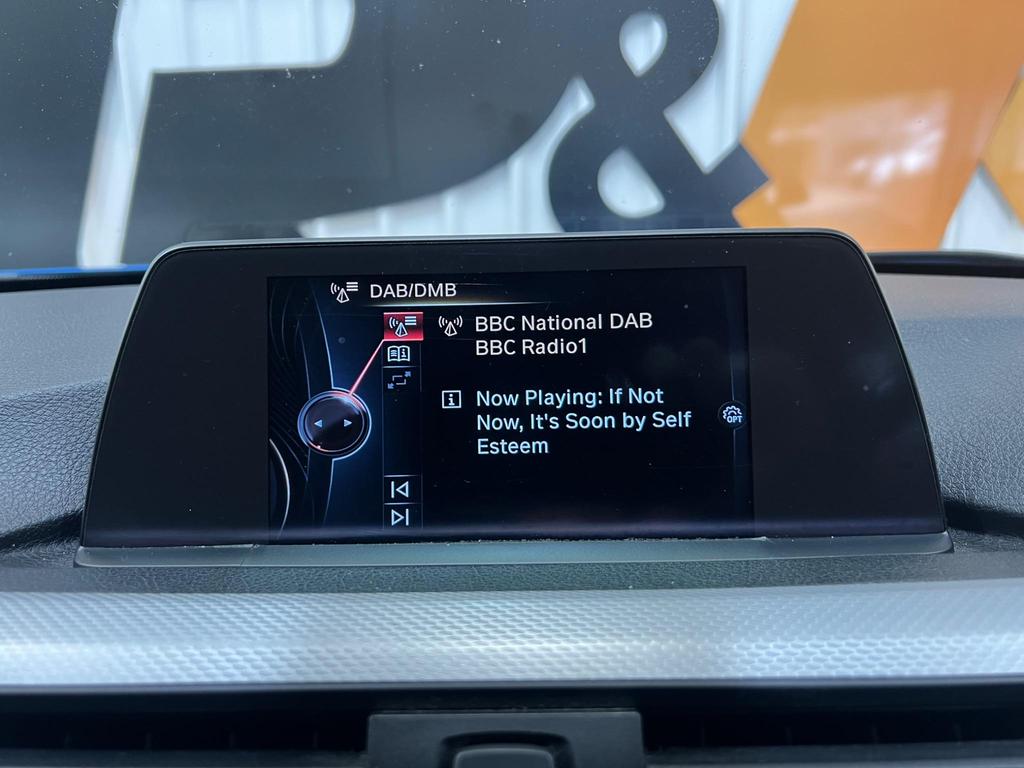 P &
DAB/DMB
BBC National DAB
BBC Radio1
i Now Playing: If Not
Now, It's Soon by Self
Esteem
OPT